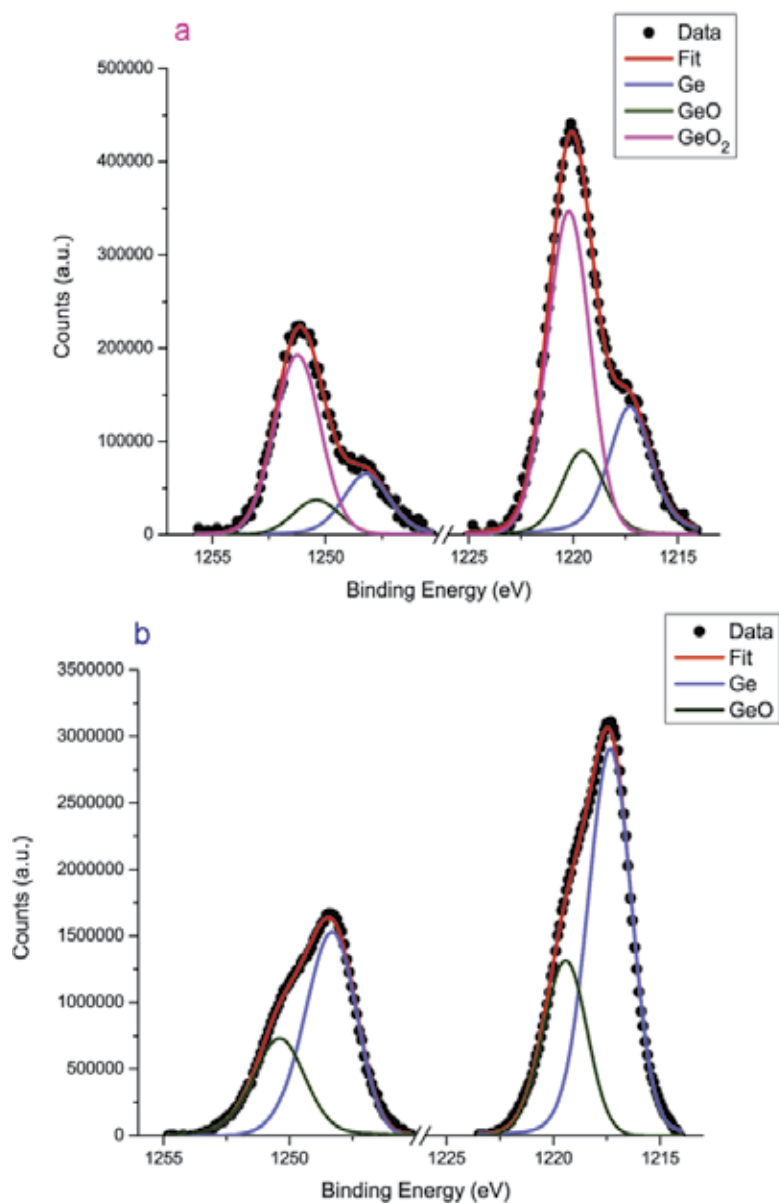 a
Data
Fit
Ge
GeO
GeO₂
500000
400000
300000
200000
100000
0
Counts (a.u.)
1255
1250
1225
1220
1215
Binding Energy (eV)
b
Data
Fit
Ge
GeO
3500000
3000000
2500000
2000000
1500000
1000000
500000
0
Counts (a.u.)
1255
1250
1225
1220
1215
Binding Energy (eV)